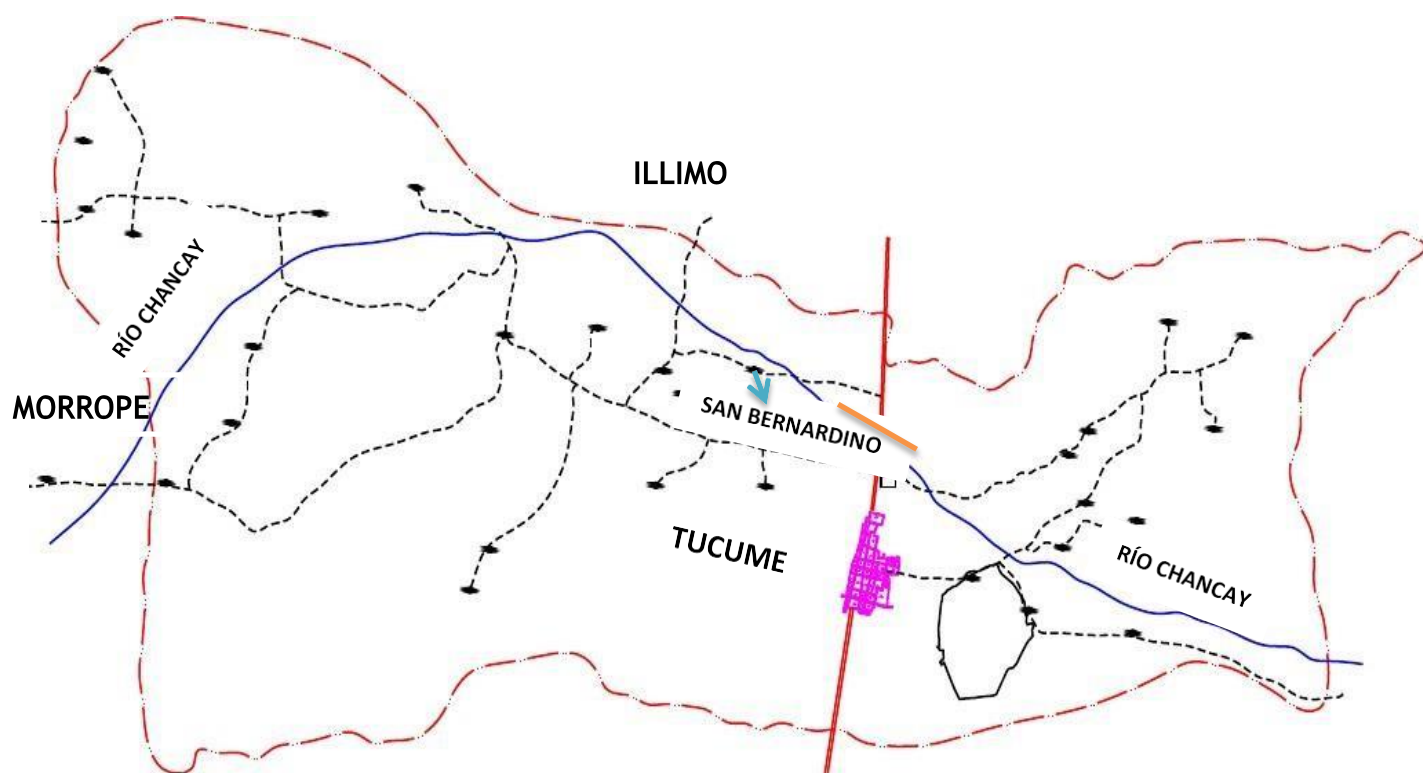 ILLIMO
RÍO CHANCAY
MORROPE
SAN BERNARDINO
TUCUME
RÍO CHANCAY